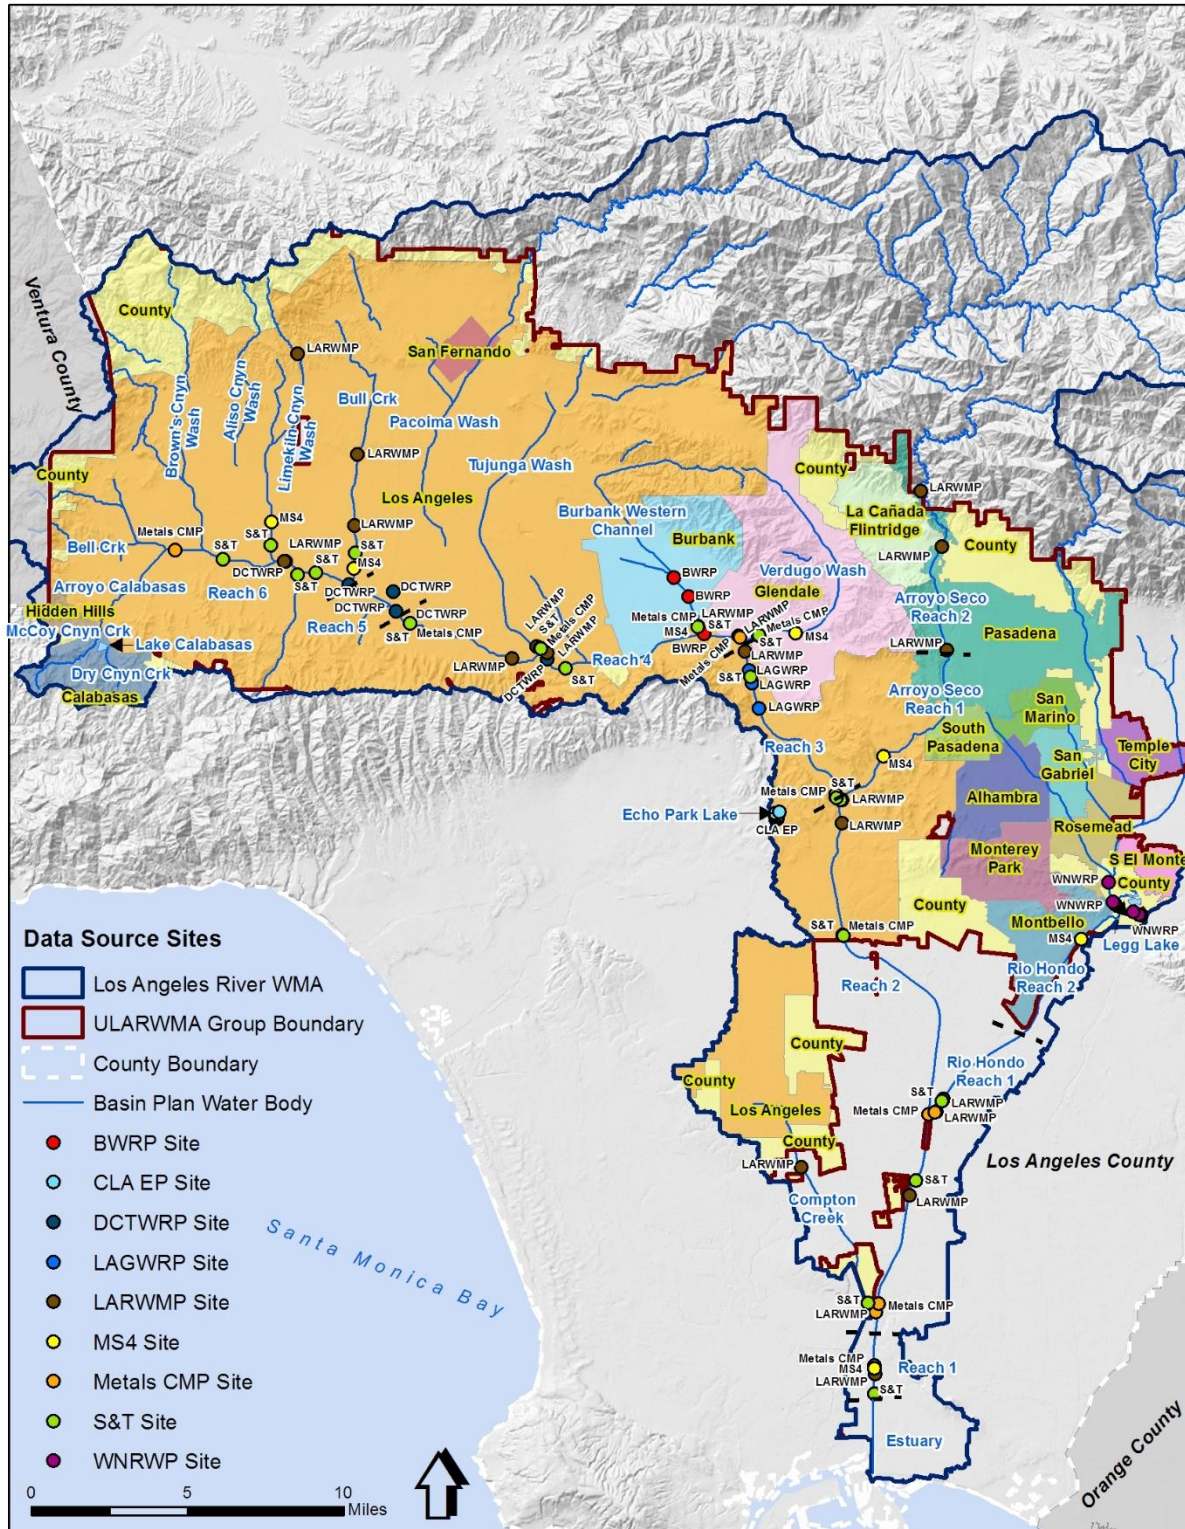 Ventura County
County
San Fernando
LARWMP
Brown's Cnyn
Wash
Aliso Cnyn
Wash
Limekiln Cnyn
Wash
Bull Crk
Pacoima Wash
Tujunga Wash
County
LARWMP
Los Angeles
County
LARWMP
La Cañada
Flintridge
County
Burbank Western
Channel
Burbank
LARWMP
MS4
LARWMP
Metals CMP
S&T
Bell Crk
S&T
LARWMP
S&T
S&T
MS4
DCTWRP
S&T
DCTWRP
DCTWRP
DCTWRP
DCTWRP
BWRP
BWRP
Verdugo Wash
Glendale
Arroyo Calabasas
Reach 6
Hidden Hills
Reach 5
S&T
Metals CMP
McCoy Cnyn Crk
Lake Calabasas
Dry Cnyn Crk
Calabasas
LARWMP
LARWMP
S&T
Metals CMP
LARWMP
DCTWRP
S&T
Reach 4
Metals CMP
LARWMP
S&T
MS4
BWRP
LARWMP
Metals CMP
Metals CMP
S&T
MS4
LARWMP
LAGWRP
S&T
LAGWRP
LAGWRP
Arroyo Seco
Reach 2
Pasadena
LARWMP
Arroyo Seco
Reach 1
San
Marino
South
Pasadena
San
Gabriel
Temple
City
Reach 3
MS4
S&T
Metals CMP
LARWMP
Echo Park Lake
CLA EP
Alhambra
Rosemead
Monterey
Park
S El Monte
County
WNWRP
WNWRP
WNWRP
County
Montbello
MS4
Legg Lake
S&T
Metals CMP
Reach 2
Rio Hondo
Reach 2
County
County
Los Angeles
County
Rio Hondo
Reach 1
S&T
LARWMP
Metals CMP
LARWMP
LARWMP
Los Angeles County
S&T
LARWMP
Compton
Creek
S&T
Metals CMP
LARWMP
Metals CMP
MS4
LARWMP
S&T
Reach 1
Estuary
Orange County
Santa Monica Bay
Data Source Sites
Los Angeles River WMA
ULARWMA Group Boundary
County Boundary
Basin Plan Water Body
BWRP Site
CLA EP Site
DCTWRP Site
LAGWRP Site
LARWMP Site
MS4 Site
Metals CMP Site
S&T Site
WNRWP Site
0 5 10
Miles